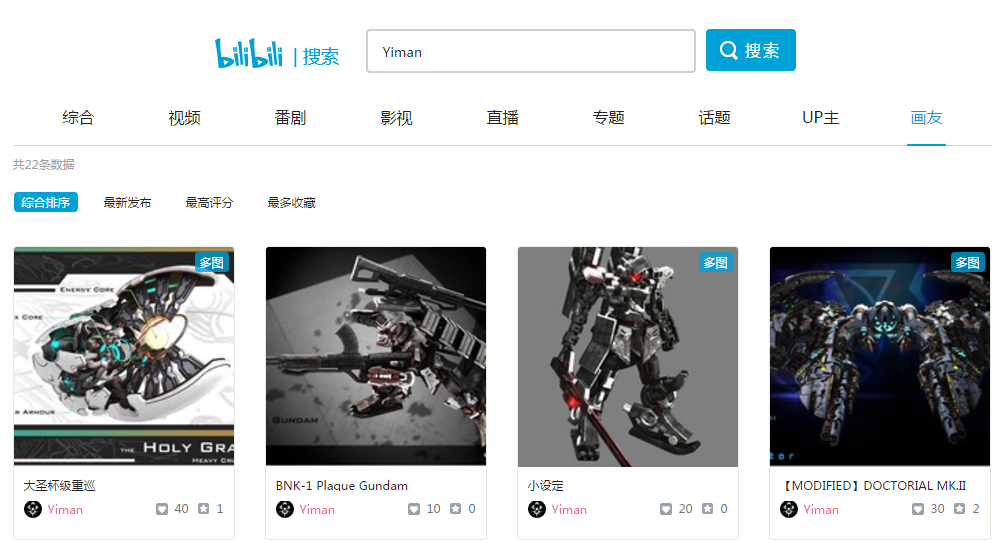 bilibili | 搜索
Yiman
搜索
综合 视频 番剧 影视 直播 专题 话题 UP主 画友
共22条数据
综合排序 最新发布 最高评分 最多收藏
多图
多图
多图
ENERGY CORE
X CORE
N ARMOUR
THE HOLY GRA
HEAVY CRU
GUNDAM
tor
大圣杯级重巡
Yiman 40 1
BNK-1 Plague Gundam
Yiman 10 0
小设定
Yiman 20 0
【MODIFIED】DOCTORIAL MK.II
Yiman 30 2